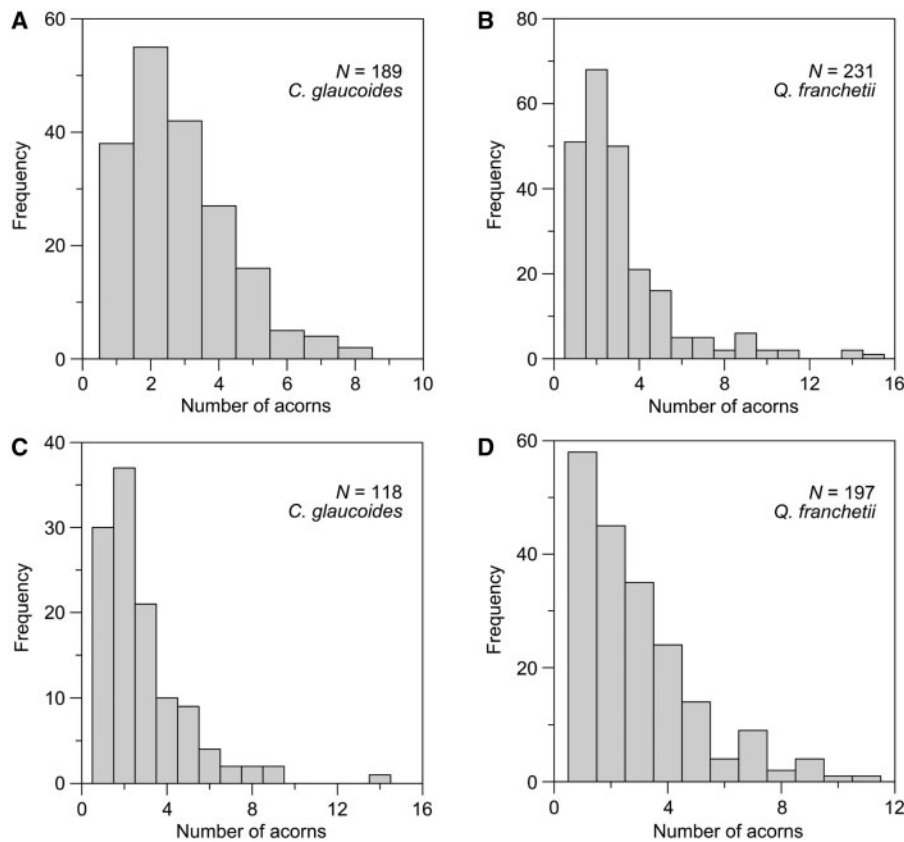 A
60
40
20
0
Frequency
N = 189
C. glaucoides
0 2 4 6 8 10
Number of acorns
B
80
60
40
20
0
Frequency
N = 231
Q. franchetii
0 4 8 12 16
Number of acorns
C
40
30
20
10
0
Frequency
N = 118
C. glaucoides
0 4 8 12 16
Number of acorns
D
60
40
20
0
Frequency
N = 197
Q. franchetii
0 4 8 12
Number of acorns